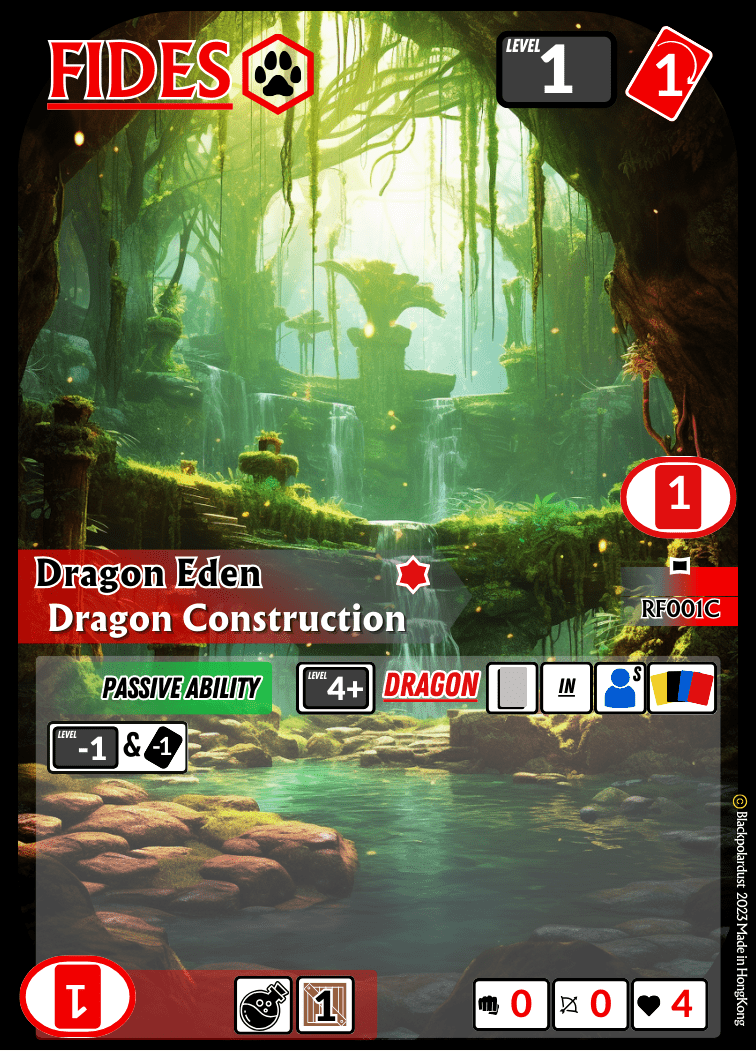 FIDES
LEVEL 1
1
1
Dragon Eden
Dragon Construction
RF001C
PASSIVE ABILITY LEVEL 4+ DRAGON IN S
LEVEL -1 & -1
© Blackpolardust 2023 Made in HongKong
1
1
0 0 4